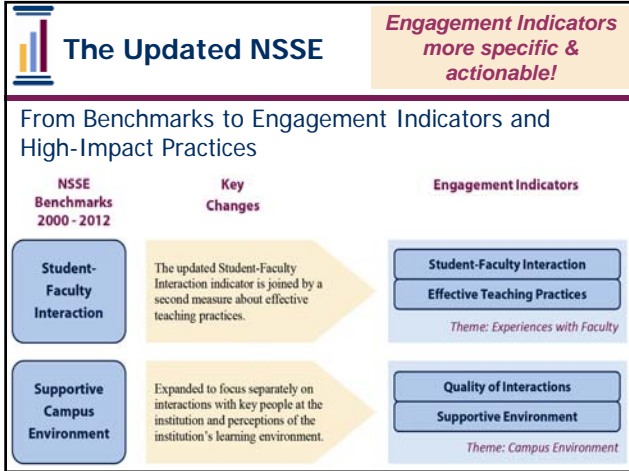 The Updated NSSE
Engagement Indicators
more specific &
actionable!
From Benchmarks to Engagement Indicators and
High-Impact Practices
NSSE
Benchmarks
2000 - 2012
Key
Changes
Engagement Indicators
Student-
Faculty
Interaction
The updated Student-Faculty
Interaction indicator is joined by a
second measure about effective
teaching practices.
Student-Faculty Interaction
Effective Teaching Practices
Theme: Experiences with Faculty
Supportive
Campus
Environment
Expanded to focus separately on
interactions with key people at the
institution and perceptions of the
institution's learning environment.
Quality of Interactions
Supportive Environment
Theme: Campus Environment